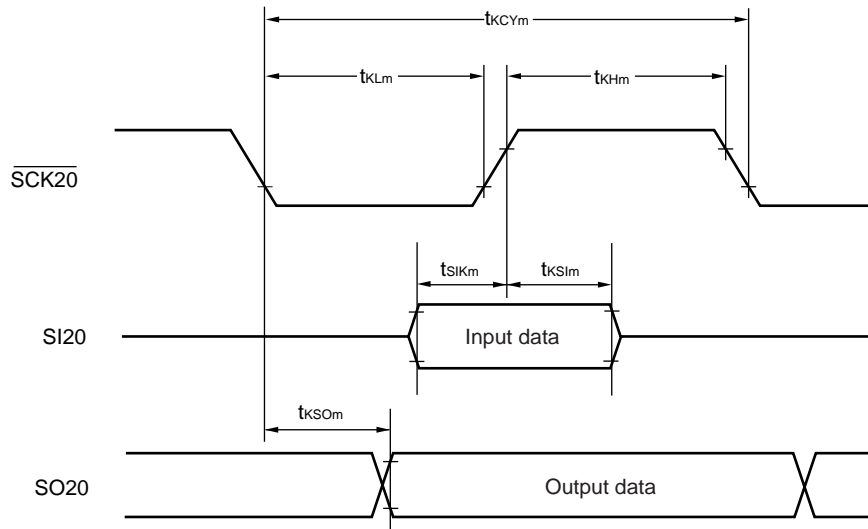 tKCYm
tKLm
tKHm
SCK20
tSIKm
tKSIm
SI20
Input data
tKSOm
SO20
Output data